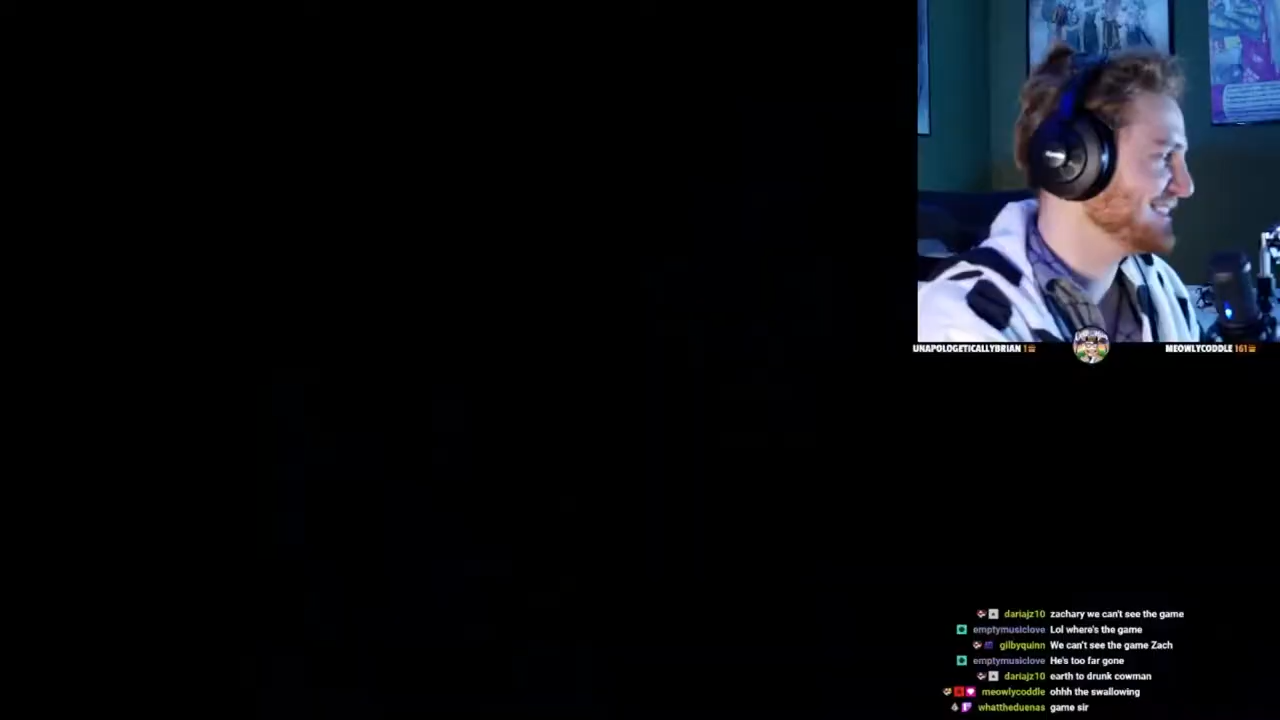 UNAPOLOGETICALLYBRIAN 1
MEOWLYCODDLE 161
dariajz10 zachary we can't see the game
emptymusiclove Lol where's the game
gilbyquinn We can't see the game Zach
emptymusiclove He's too far gone
dariajz10 earth to drunk cowman
meowlycoddle ohhh the swallowing
whattheduenas game sir